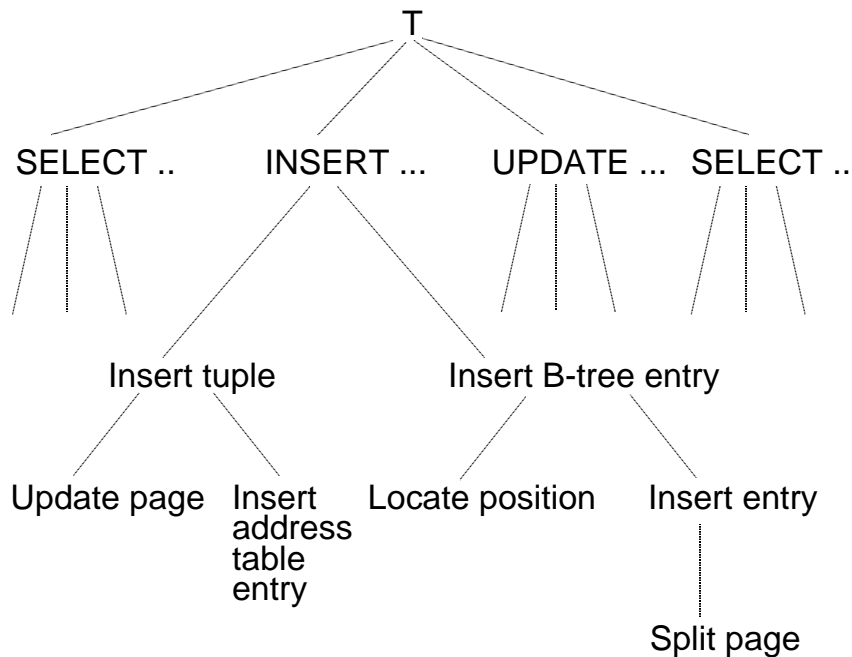 T
SELECT ..
INSERT ...
UPDATE ...
SELECT ..
Insert tuple
Insert B-tree entry
Update page
Insert
address
table
entry
Locate position
Insert entry
Split page